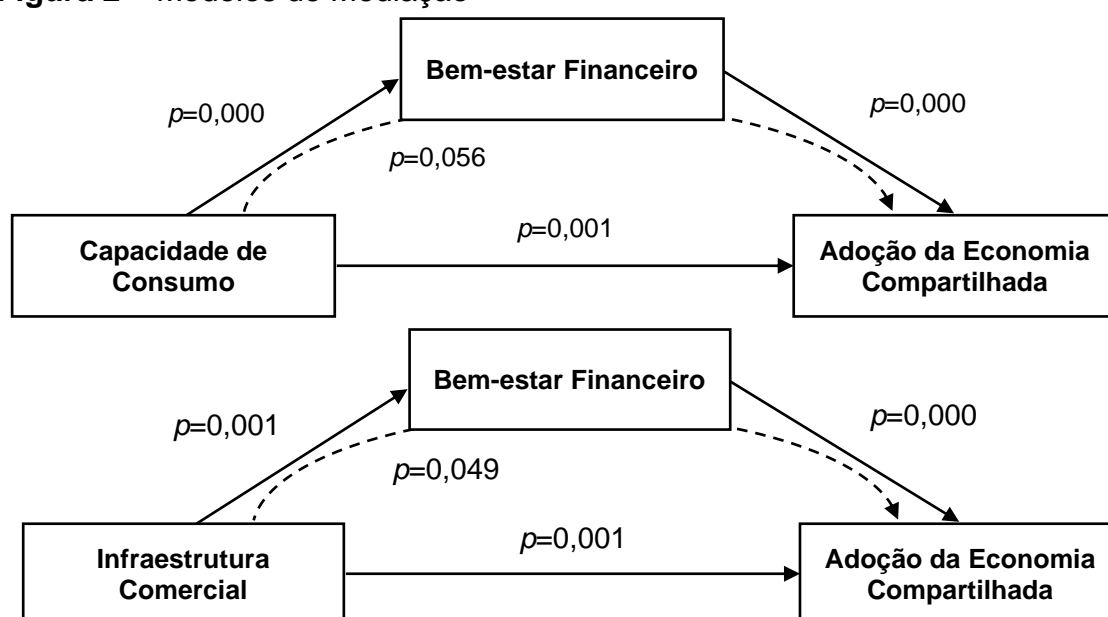 Figura 2 – Modelos de mediação
Bem-estar Financeiro
p=0,000
p=0,000
p=0,056
p=0,001
Capacidade de
Consumo
Adoção da Economia
Compartilhada
Bem-estar Financeiro
p=0,001
p=0,000
p=0,049
p=0,001
Infraestrutura
Comercial
Adoção da Economia
Compartilhada